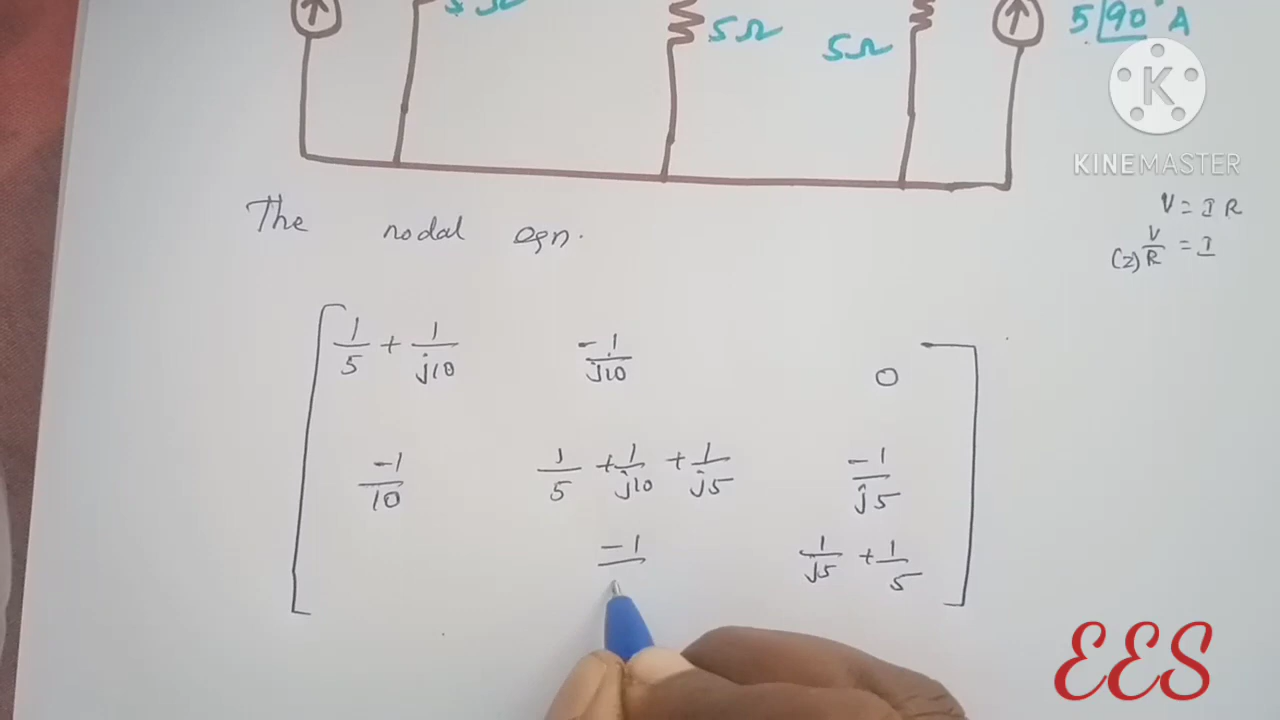 5Ω
5Ω
5∠90° A
KINEMASTER
V = I R
(z) V/R = I
The nodal eqn.
1/5 + 1/j10   -1/j10   0
-1/10   1/5 + 1/j10 + 1/j5   -1/j5
-1   1/j5 + 1/5
EES